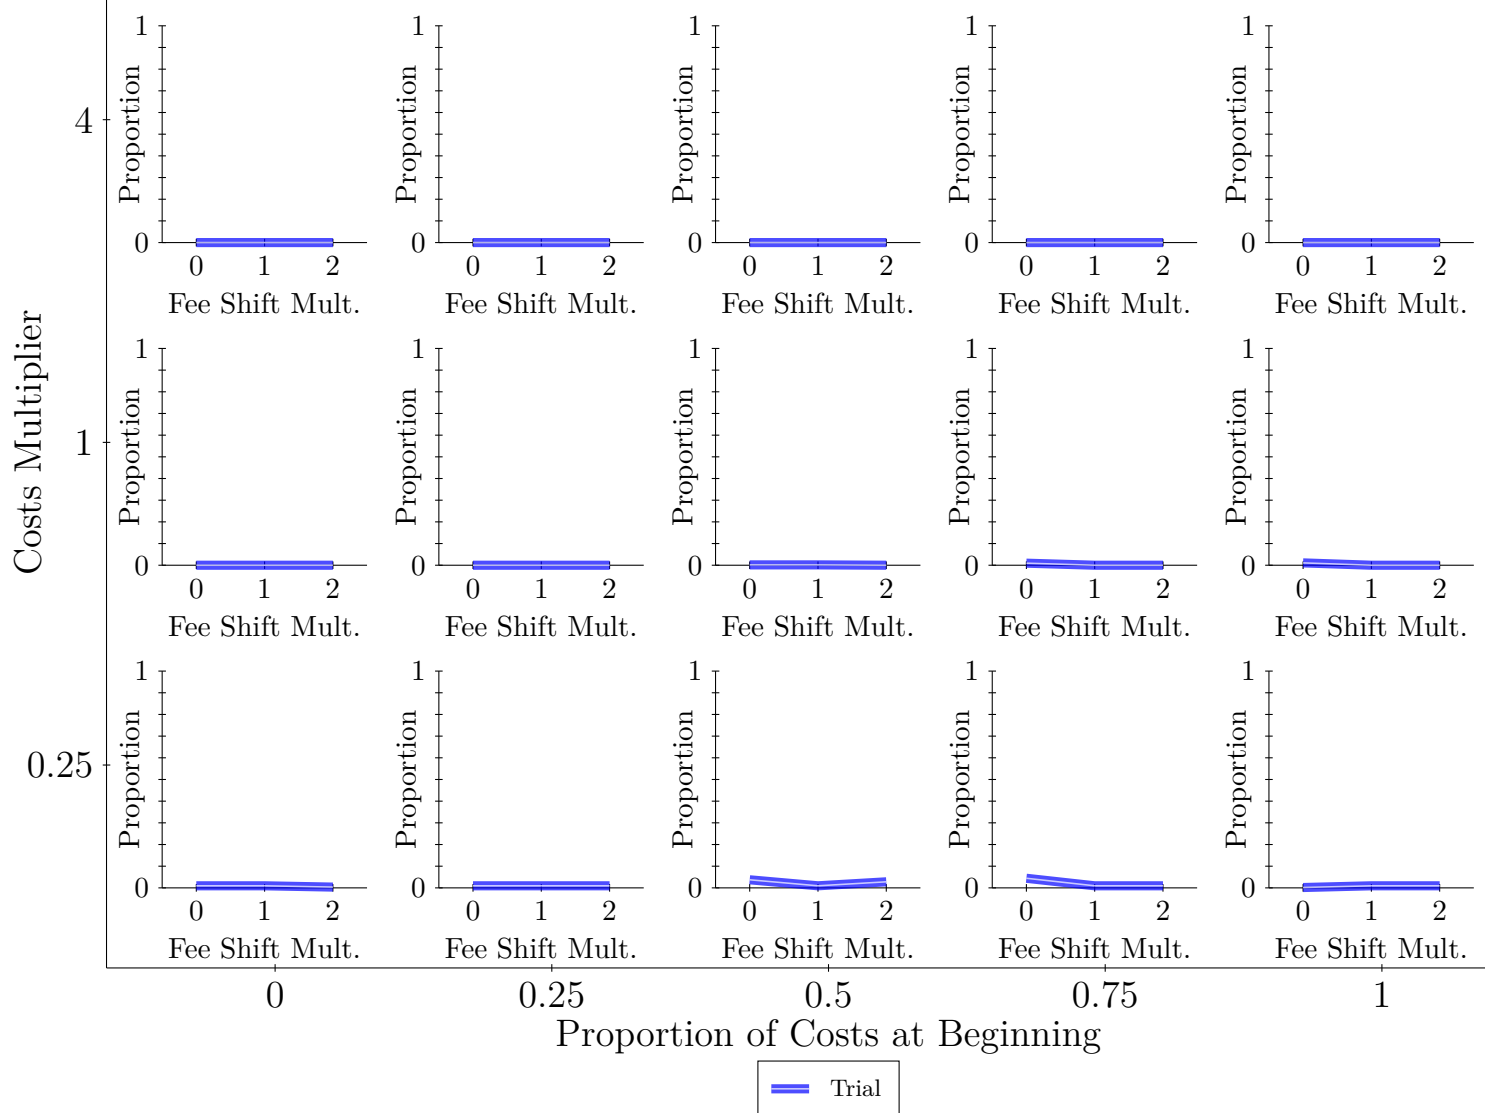 1 1 1 1 1
Proportion Proportion Proportion Proportion Proportion
4
0 0 0 0 0
0 1 2 0 1 2 0 1 2 0 1 2 0 1 2
Fee Shift Mult. Fee Shift Mult. Fee Shift Mult. Fee Shift Mult. Fee Shift Mult.
Costs Multiplier
1 1 1 1 1
Proportion Proportion Proportion Proportion Proportion
1
0 0 0 0 0
0 1 2 0 1 2 0 1 2 0 1 2 0 1 2
Fee Shift Mult. Fee Shift Mult. Fee Shift Mult. Fee Shift Mult. Fee Shift Mult.
1 1 1 1 1
Proportion Proportion Proportion Proportion Proportion
0.25
0 0 0 0 0
0 1 2 0 1 2 0 1 2 0 1 2 0 1 2
Fee Shift Mult. Fee Shift Mult. Fee Shift Mult. Fee Shift Mult. Fee Shift Mult.
0 0.25 0.5 0.75 1
Proportion of Costs at Beginning
Trial